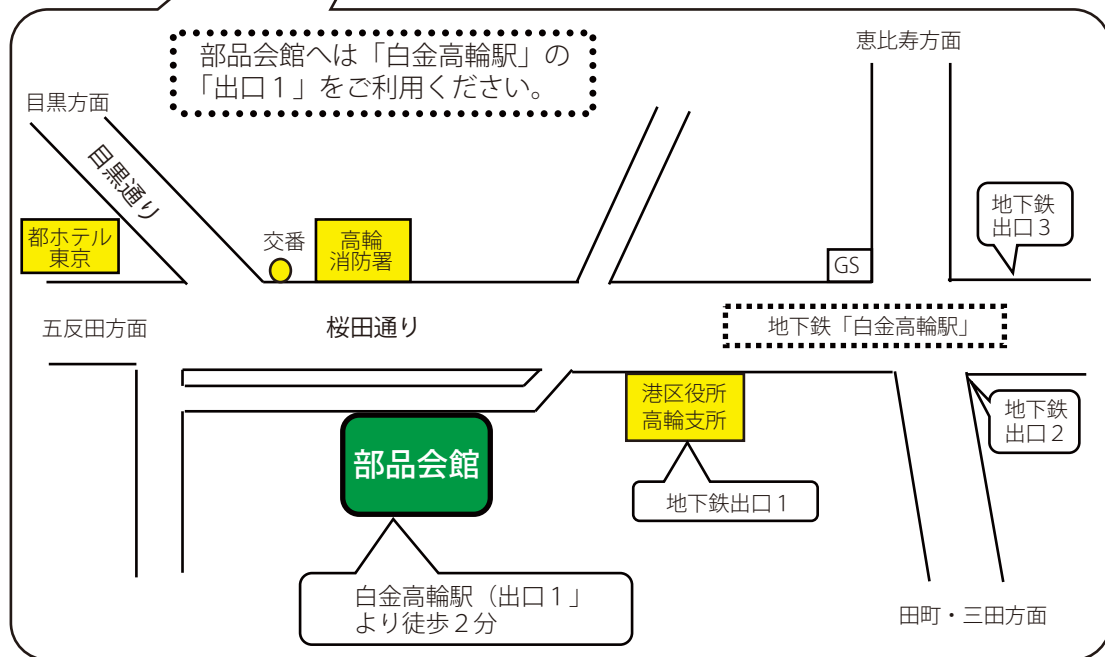 部品会館へは「白金高輪駅」の
「出口1」をご利用ください。
恵比寿方面
目黒方面
目黒通り
都ホテル
東京
交番
高輪
消防署
GS
地下鉄
出口3
五反田方面
桜田通り
地下鉄「白金高輪駅」
港区役所
高輪支所
地下鉄
出口2
部品会館
地下鉄出口1
白金高輪駅（出口1」
より徒歩2分
田町・三田方面